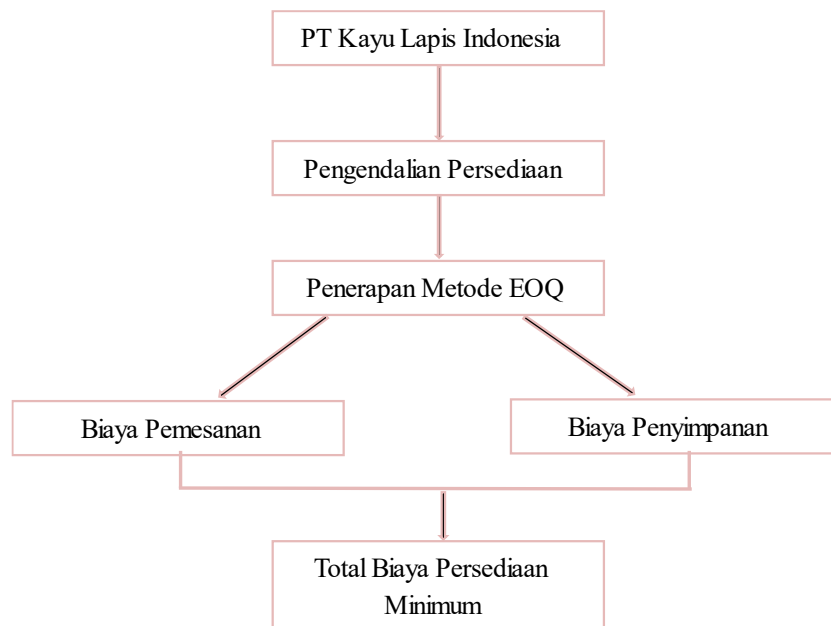 PT Kayu Lapis Indonesia
Pengendalian Persediaan
Penerapan Metode EOQ
Biaya Pemesanan
Biaya Penyimpanan
Total Biaya Persediaan
Minimum